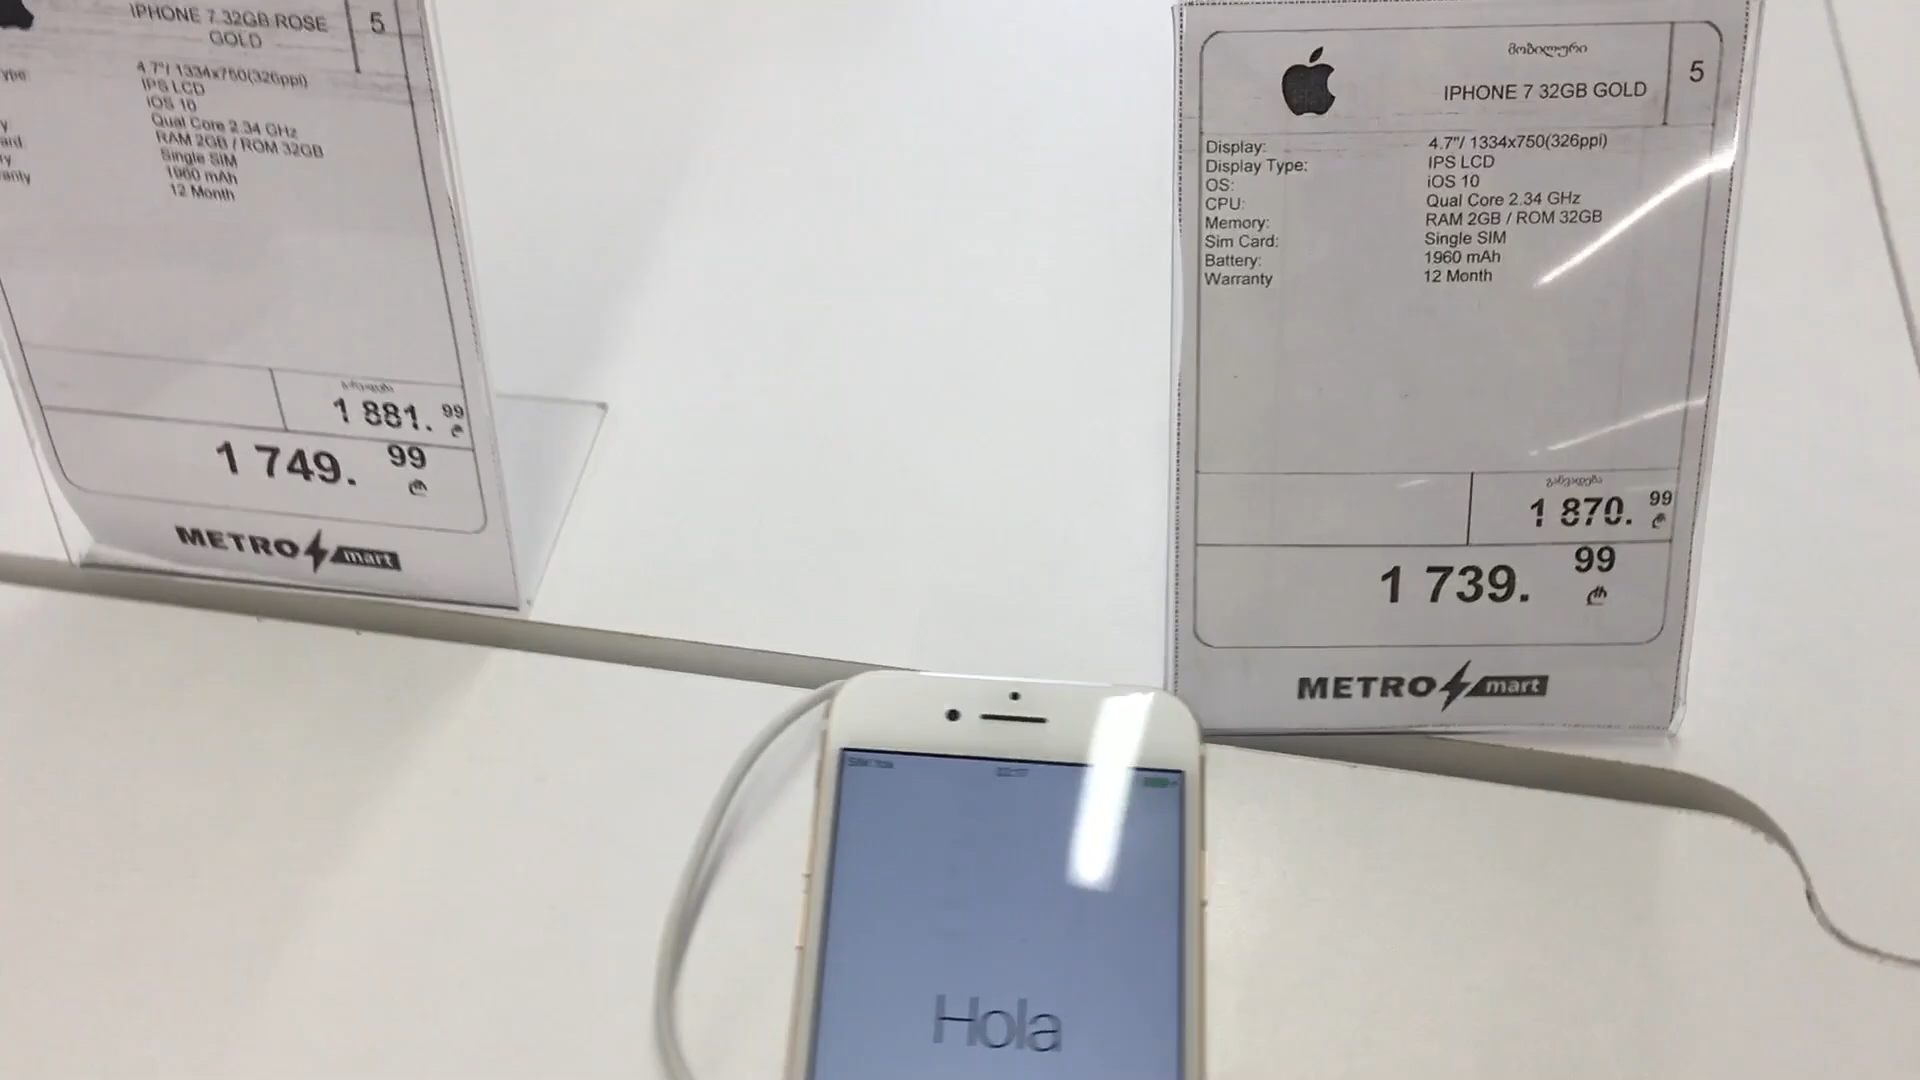 IPHONE 7 32GB ROSE
GOLD
5
ype
4.7"/ 1334x750(326ppi)
IPS LCD
iOS 10
Qual Core 2.34 GHz
RAM 2GB / ROM 32GB
Single SIM
1960 mAh
12 Month
1 881. 99 ₾
1 749. 99 ₾
METRO mart
მობილური
IPHONE 7 32GB GOLD
5
Display: 4.7"/ 1334x750(326ppi)
Display Type: IPS LCD
OS: iOS 10
CPU: Qual Core 2.34 GHz
Memory: RAM 2GB / ROM 32GB
Sim Card: Single SIM
Battery: 1960 mAh
Warranty 12 Month
განვადება
1 870. 99 ₾
1 739. 99 ₾
METRO mart
Hola